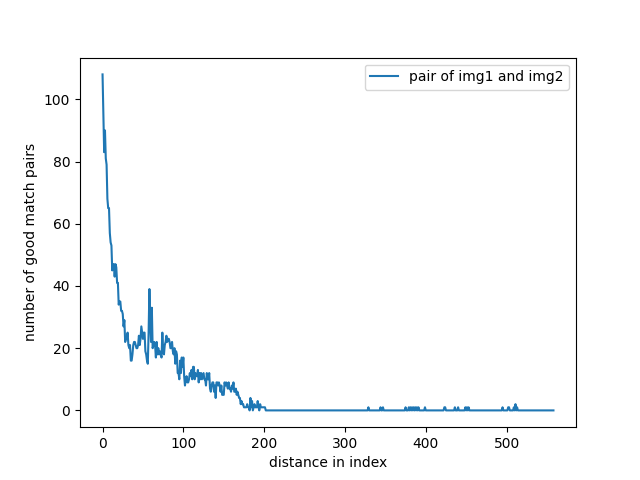 pair of img1 and img2
number of good match pairs
100
80
60
40
20
0
0 100 200 300 400 500
distance in index